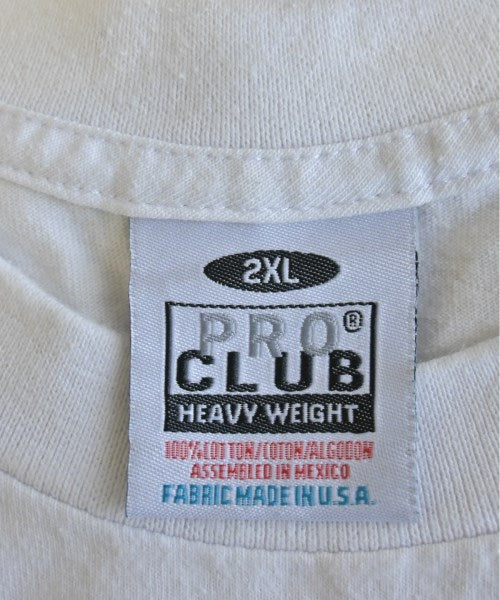 2XL
PRO®
CLUB
HEAVY WEIGHT
100% COTTON/COTON/ALGODON
ASSEMBLED IN MEXICO
FABRIC MADE IN U.S.A.